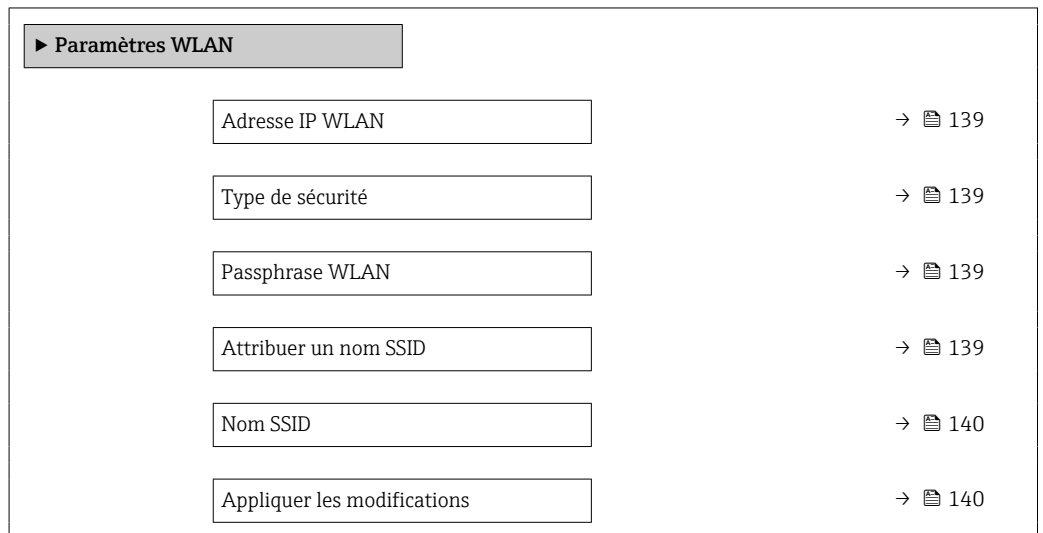 ▶ Paramètres WLAN
Adresse IP WLAN → 139
Type de sécurité → 139
Passphrase WLAN → 139
Attribuer un nom SSID → 139
Nom SSID → 140
Appliquer les modifications → 140